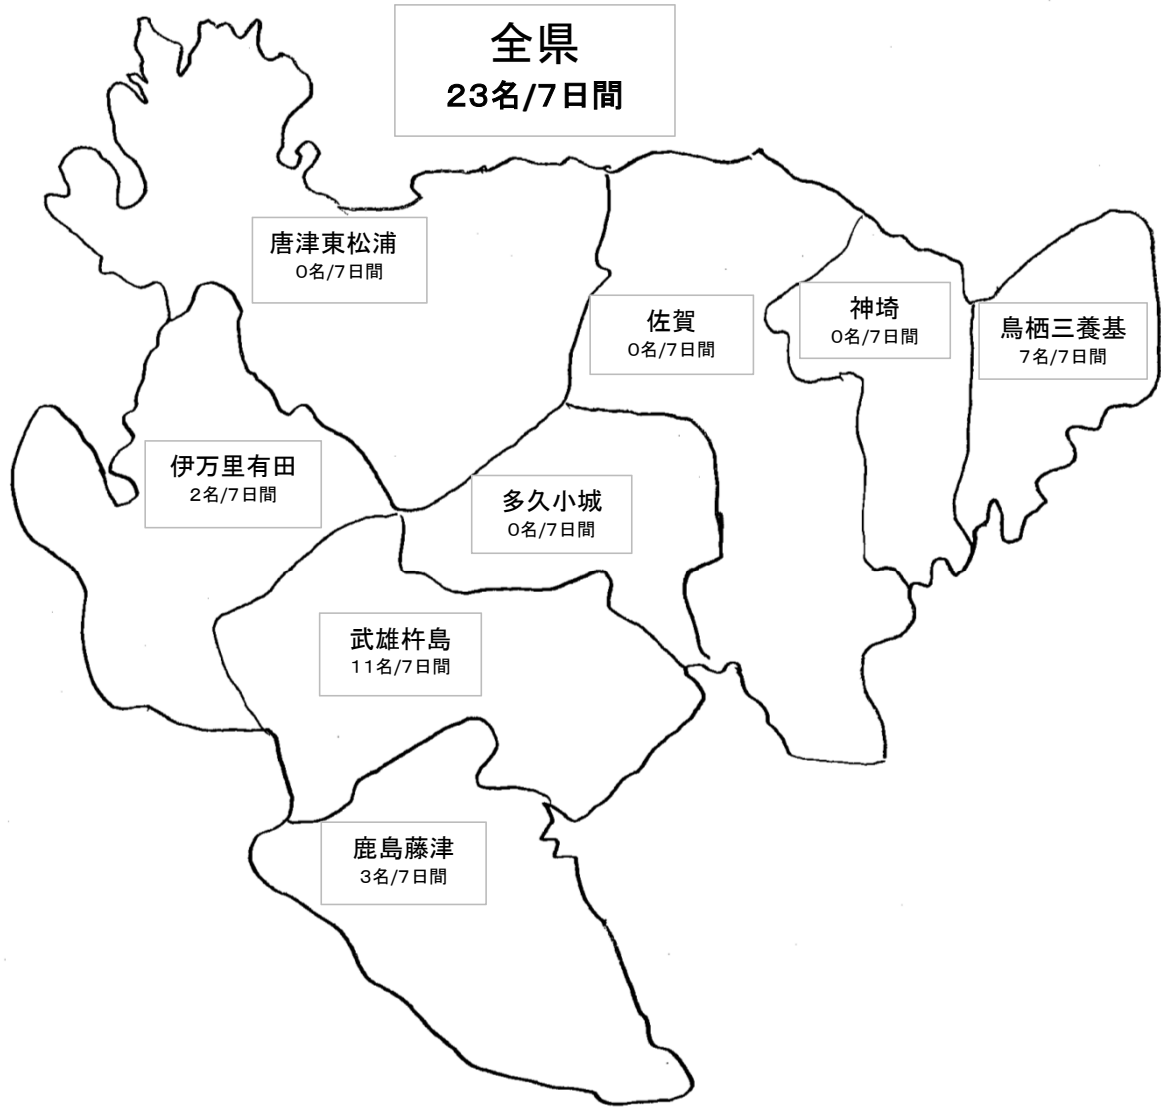 全県
23名/7日間
唐津東松浦
0名/7日間
佐賀
0名/7日間
神埼
0名/7日間
鳥栖三養基
7名/7日間
伊万里有田
2名/7日間
多久小城
0名/7日間
武雄杵島
11名/7日間
鹿島藤津
3名/7日間